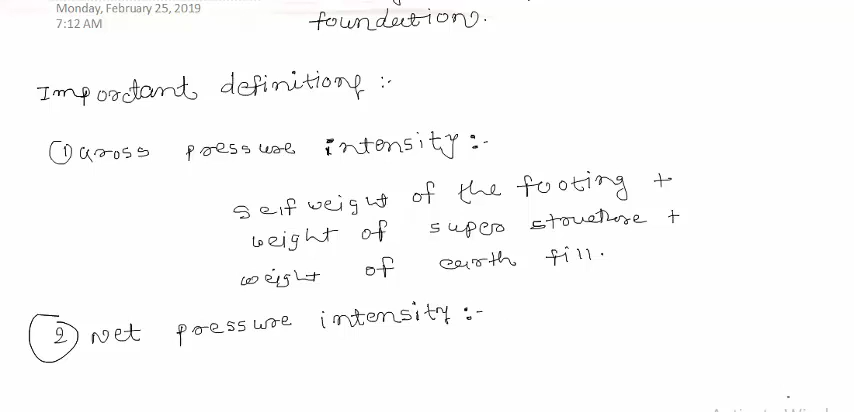 Monday, February 25, 2019
7:12 AM
foundation.
Important definitions :-
① Gross pressure intensity :-
self weight of the footing +
weight of super structure +
weight of earth fill.
② Net pressure intensity :-